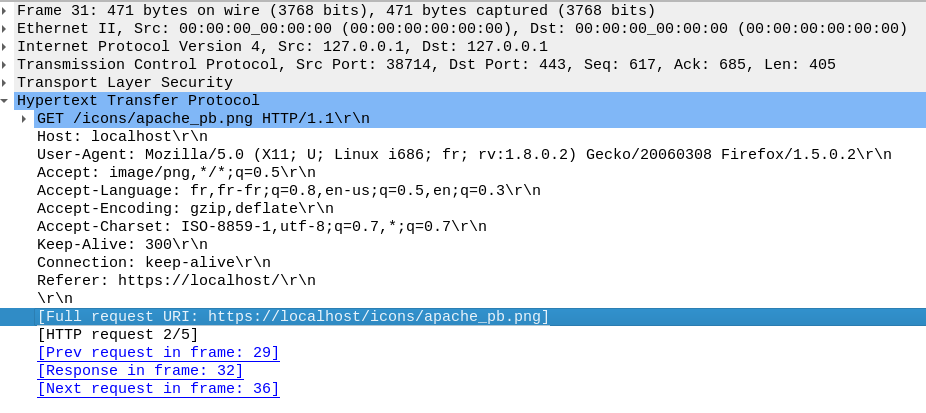 Frame 31: 471 bytes on wire (3768 bits), 471 bytes captured (3768 bits)
Ethernet II, Src: 00:00:00_00:00:00 (00:00:00:00:00:00), Dst: 00:00:00_00:00:00 (00:00:00:00:00:00)
Internet Protocol Version 4, Src: 127.0.0.1, Dst: 127.0.0.1
Transmission Control Protocol, Src Port: 38714, Dst Port: 443, Seq: 617, Ack: 685, Len: 405
Transport Layer Security
Hypertext Transfer Protocol
GET /icons/apache_pb.png HTTP/1.1\r\n
Host: localhost\r\n
User-Agent: Mozilla/5.0 (X11; U; Linux i686; fr; rv:1.8.0.2) Gecko/20060308 Firefox/1.5.0.2\r\n
Accept: image/png,*/*;q=0.5\r\n
Accept-Language: fr,fr-fr;q=0.8,en-us;q=0.5,en;q=0.3\r\n
Accept-Encoding: gzip,deflate\r\n
Accept-Charset: ISO-8859-1,utf-8;q=0.7,*;q=0.7\r\n
Keep-Alive: 300\r\n
Connection: keep-alive\r\n
Referer: https://localhost/\r\n
\r\n
[Full request URI: https://localhost/icons/apache_pb.png]
[HTTP request 2/5]
[Prev request in frame: 29]
[Response in frame: 32]
[Next request in frame: 36]